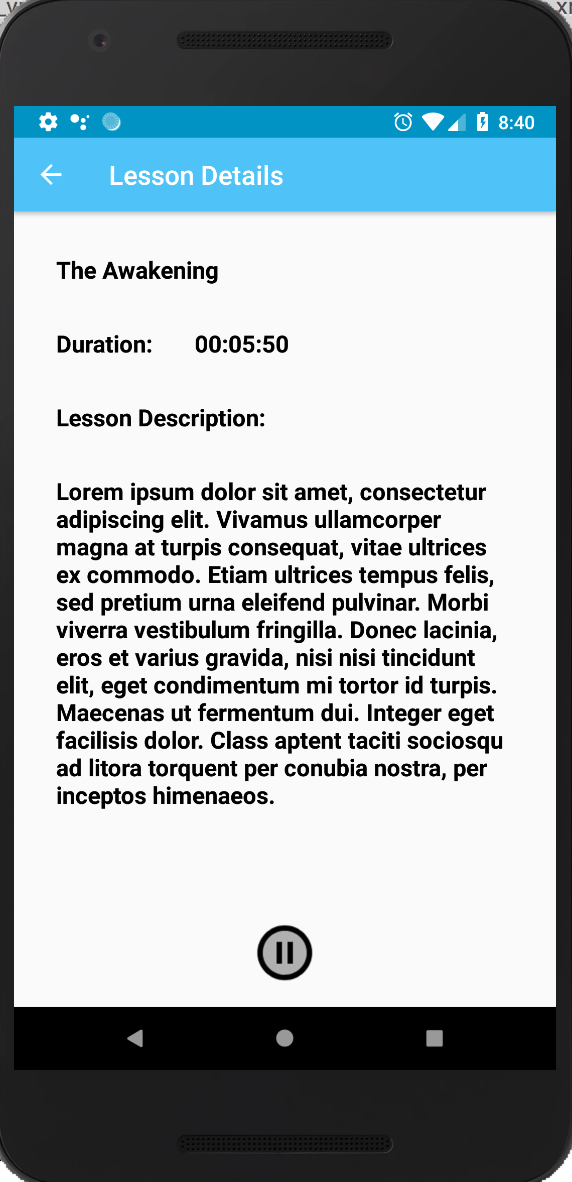 8:40
Lesson Details
The Awakening
Duration: 00:05:50
Lesson Description:
Lorem ipsum dolor sit amet, consectetur
adipiscing elit. Vivamus ullamcorper
magna at turpis consequat, vitae ultrices
ex commodo. Etiam ultrices tempus felis,
sed pretium urna eleifend pulvinar. Morbi
viverra vestibulum fringilla. Donec lacinia,
eros et varius gravida, nisi nisi tincidunt
elit, eget condimentum mi tortor id turpis.
Maecenas ut fermentum dui. Integer eget
facilisis dolor. Class aptent taciti sociosqu
ad litora torquent per conubia nostra, per
inceptos himenaeos.